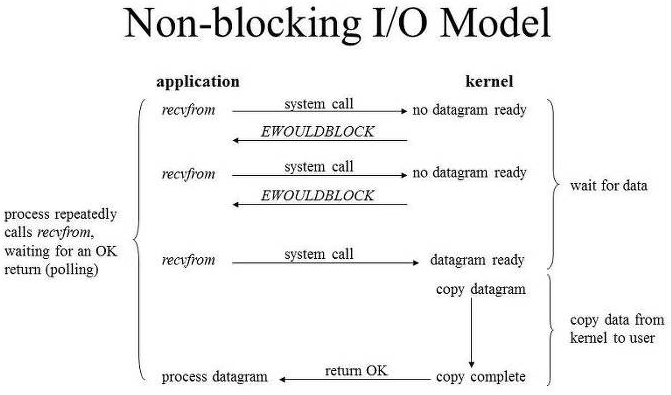 Non-blocking I/O Model
application kernel
recvfrom system call no datagram ready
EWOULDBLOCK
recvfrom system call no datagram ready
EWOULDBLOCK
wait for data
process repeatedly
calls recvfrom,
waiting for an OK
return (polling)
recvfrom system call datagram ready
copy datagram
copy data from
kernel to user
process datagram return OK copy complete